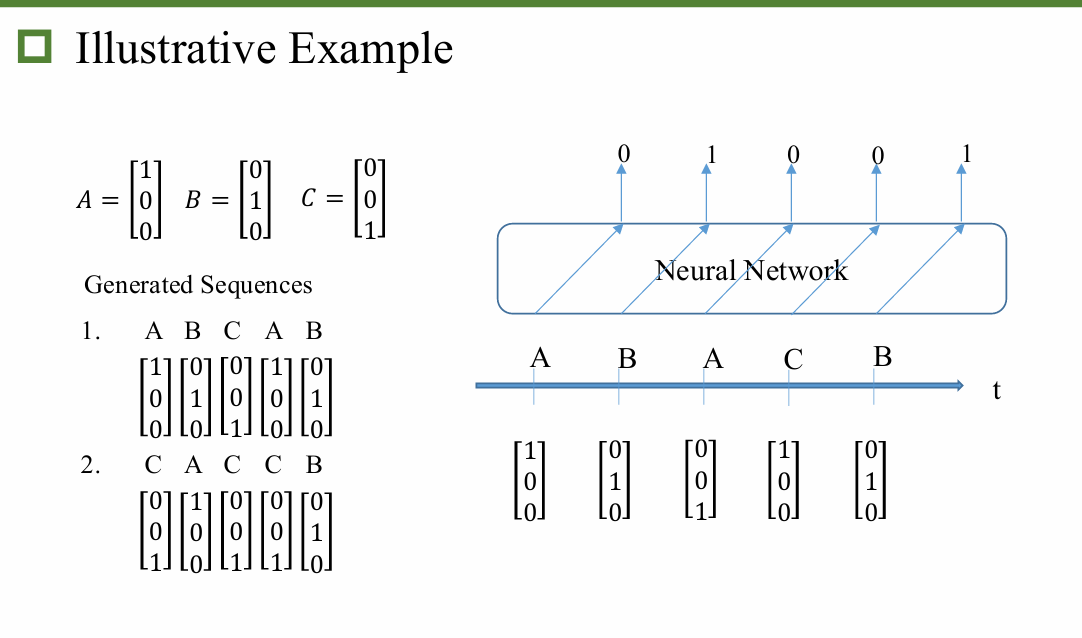 Illustrative Example
A = [1 0 0] B = [0 1 0] C = [0 0 1]
Generated Sequences
1. A B C A B
[1 0 0] [0 1 0] [0 0 1] [1 0 0] [0 1 0]
2. C A C C B
[0 0 1] [1 0 0] [0 0 1] [0 0 1] [0 1 0]
0 1 0 0 1
Neural Network
A B A C B
t
[1 0 0] [0 1 0] [0 0 1] [1 0 0] [0 1 0]